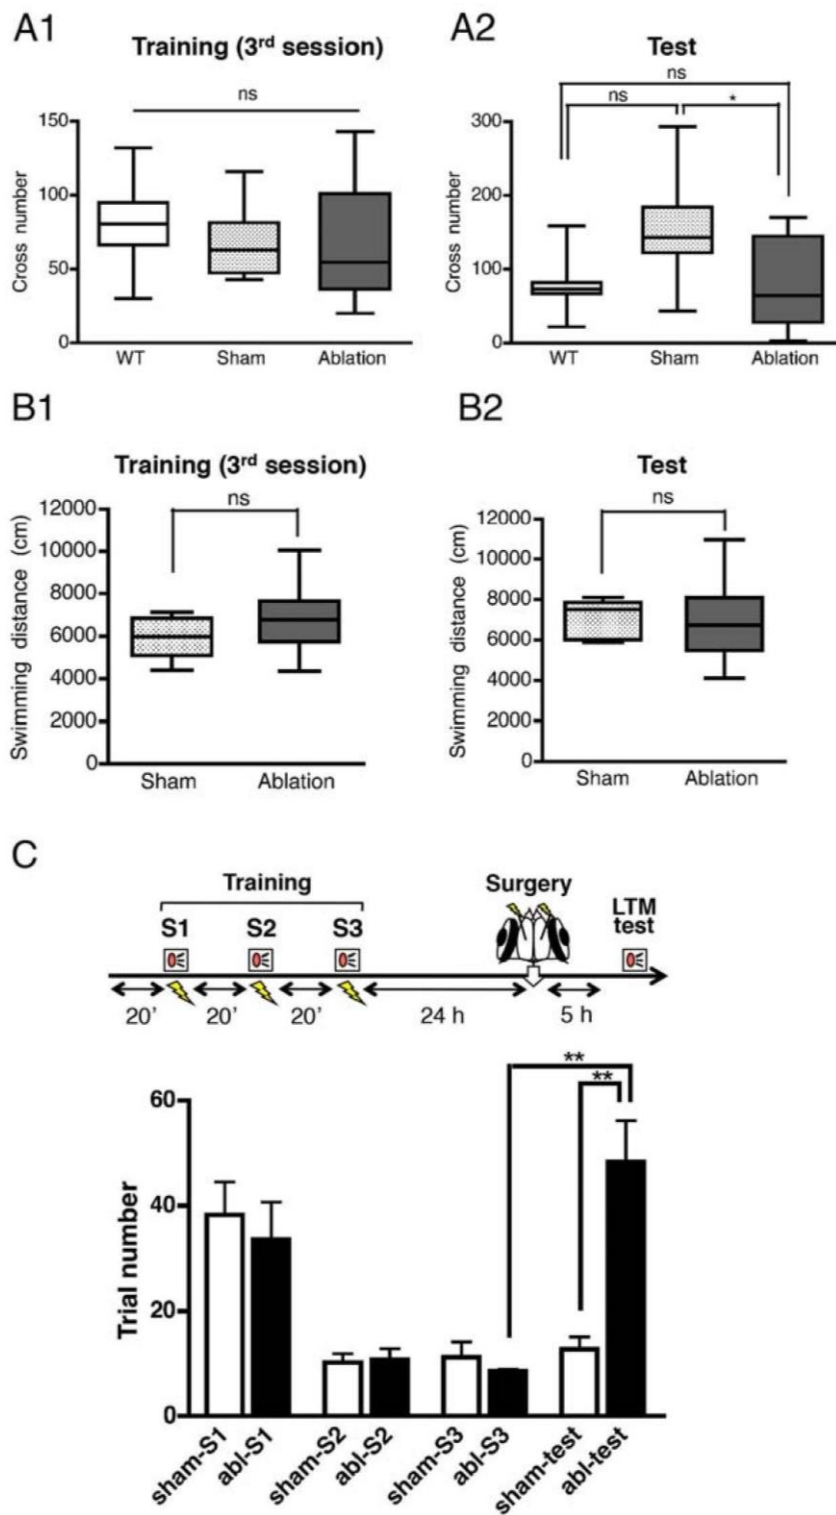 A1
Training (3rd session)
ns
150
100
50
0
Cross number
WT Sham Ablation
A2
Test
ns
ns *
300
200
100
0
Cross number
WT Sham Ablation
B1
Training (3rd session)
ns
12000
10000
8000
6000
4000
2000
0
Swimming distance (cm)
Sham Ablation
B2
Test
ns
12000
10000
8000
6000
4000
2000
0
Swimming distance (cm)
Sham Ablation
C
Training
S1 S2 S3
Surgery
LTM
test
20' 20' 20' 24 h 5 h
**
**
60
40
20
0
Trial number
sham-S1 abl-S1 sham-S2 abl-S2 sham-S3 abl-S3 sham-test abl-test